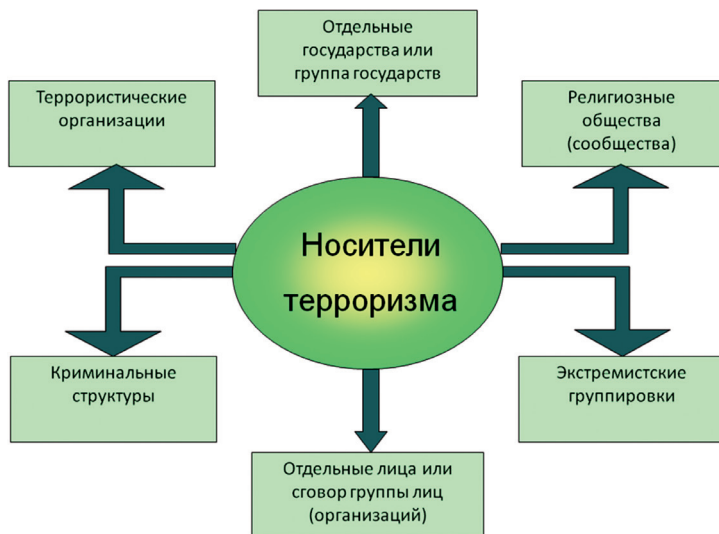 Отдельные
государства или
группа государств
Террористические
организации
Религиозные
общества
(сообщества)
Носители
терроризма
Криминальные
структуры
Экстремистские
группировки
Отдельные лица или
сговор группы лиц
(организаций)